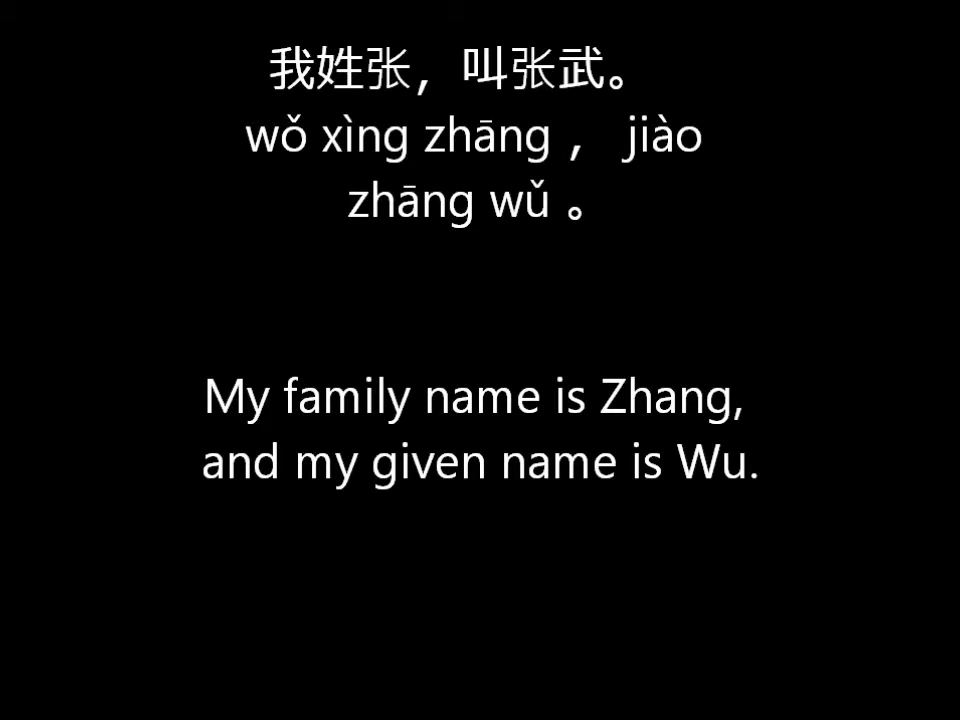 我姓张，叫张武。
wǒ xìng zhāng ， jiào
zhāng wǔ 。
My family name is Zhang,
and my given name is Wu.